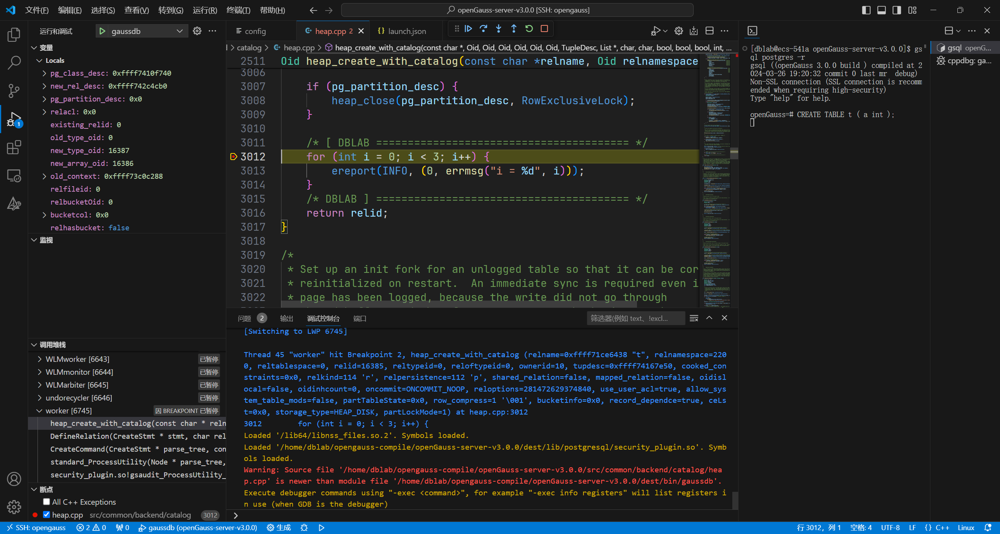 文件(F) 编辑(E) 选择(S) 查看(V) 转到(G) 运行(R) 终端(T) 帮助(H) openGauss-server-v3.0.0 [SSH: opengauss]
运行和调试 gaussdb
变量
Locals
pg_class_desc: 0xffff7410f740
new_rel_desc: 0xffff742c4cb0
pg_partition_desc: 0x0
relacl: 0x0
existing_relid: 0
old_type_oid: 0
new_type_oid: 16387
new_array_oid: 16386
old_context: 0xffff73c0c288
relfileid: 0
relbucketOid: 0
bucketcol: 0x0
relhasbucket: false
监视
调用堆栈
WLMworker [6643] 已暂停
WLMmonitor [6644] 已暂停
WLMarbiter [6645] 已暂停
undorecycler [6646] 已暂停
worker [6745] 因 BREAKPOINT 已暂停
heap_create_with_catalog(const char * reln
DefineRelation(CreateStmt * stmt, char rel
CreateCommand(CreateStmt * parse_tree, con
standard_ProcessUtility(Node * parse_tree,
security_plugin.so!gsaudit_ProcessUtility_
断点
All C++ Exceptions
heap.cpp src/common/backend/catalog 3012
config heap.cpp 2 launch.json
catalog > heap.cpp > heap_create_with_catalog(const char *, Oid, Oid, Oid, Oid, Oid, Oid, TupleDesc, List *, char, char, bool, bool, bool, int, ...
2511 Oid heap_create_with_catalog(const char *relname, Oid relnamespace
3006
3007 if (pg_partition_desc) {
3008 heap_close(pg_partition_desc, RowExclusiveLock);
3009 }
3010
3011 /* [ DBLAB ======================================== */
3012 for (int i = 0; i < 3; i++) {
3013 ereport(INFO, (0, errmsg("i = %d", i)));
3014 }
3015 /* DBLAB ] ======================================== */
3016 return relid;
3017 }
3018
3019 /*
3020 * Set up an init fork for an unlogged table so that it can be cor
3021 * reinitialized on restart.  An immediate sync is required even i
3022 * page has been logged, because the write did not go through
问题 2 输出 调试控制台 端口 筛选器(例如 text、!excl...
[Switching to LWP 6745]
Thread 45 "worker" hit Breakpoint 2, heap_create_with_catalog (relname=0xffff71ce6438 "t", relnamespace=220
0, reltablespace=0, relid=16385, reltypeid=0, reloftypeid=0, ownerid=10, tupdesc=0xffff74167e50, cooked_con
straints=0x0, relkind=114 'r', relpersistence=112 'p', shared_relation=false, mapped_relation=false, oidisl
ocal=false, oidinhcount=0, oncommit=ONCOMMIT_NOOP, reloptions=281472629374840, use_user_acl=true, allow_sys
tem_table_mods=false, partTableState=0x0, row_compress=1 '\001', bucketinfo=0x0, record_dependce=true, ceLs
t=0x0, storage_type=HEAP_DISK, partLockMode=1) at heap.cpp:3012
3012 for (int i = 0; i < 3; i++) {
Loaded '/lib64/libnss_files.so.2'. Symbols loaded.
Loaded '/home/dblab/opengauss-compile/openGauss-server-v3.0.0/dest/lib/postgresql/security_plugin.so'. Symb
ols loaded.
Warning: Source file '/home/dblab/opengauss-compile/openGauss-server-v3.0.0/src/common/backend/catalog/hea
p.cpp' is newer than module file '/home/dblab/opengauss-compile/openGauss-server-v3.0.0/dest/bin/gaussdb'.
Execute debugger commands using "-exec <command>", for example "-exec info registers" will list registers i
n use (when GDB is the debugger)
[dblab@ecs-541a openGauss-server-v3.0.0]$ gs
ql postgres -r
gsql ((openGauss 3.0.0 build ) compiled at 2
024-03-26 19:20:32 commit 0 last mr  debug)
Non-SSL connection (SSL connection is recomm
ended when requiring high-security)
Type "help" for help.
openGauss=# CREATE TABLE t ( a int );
gsql openG...
cppdbg: ga...
SSH: opengauss 2 0 0 gaussdb (openGauss-server-v3.0.0) 生成 行 3012，列 1 空格: 4 UTF-8 LF {} C++ Linux